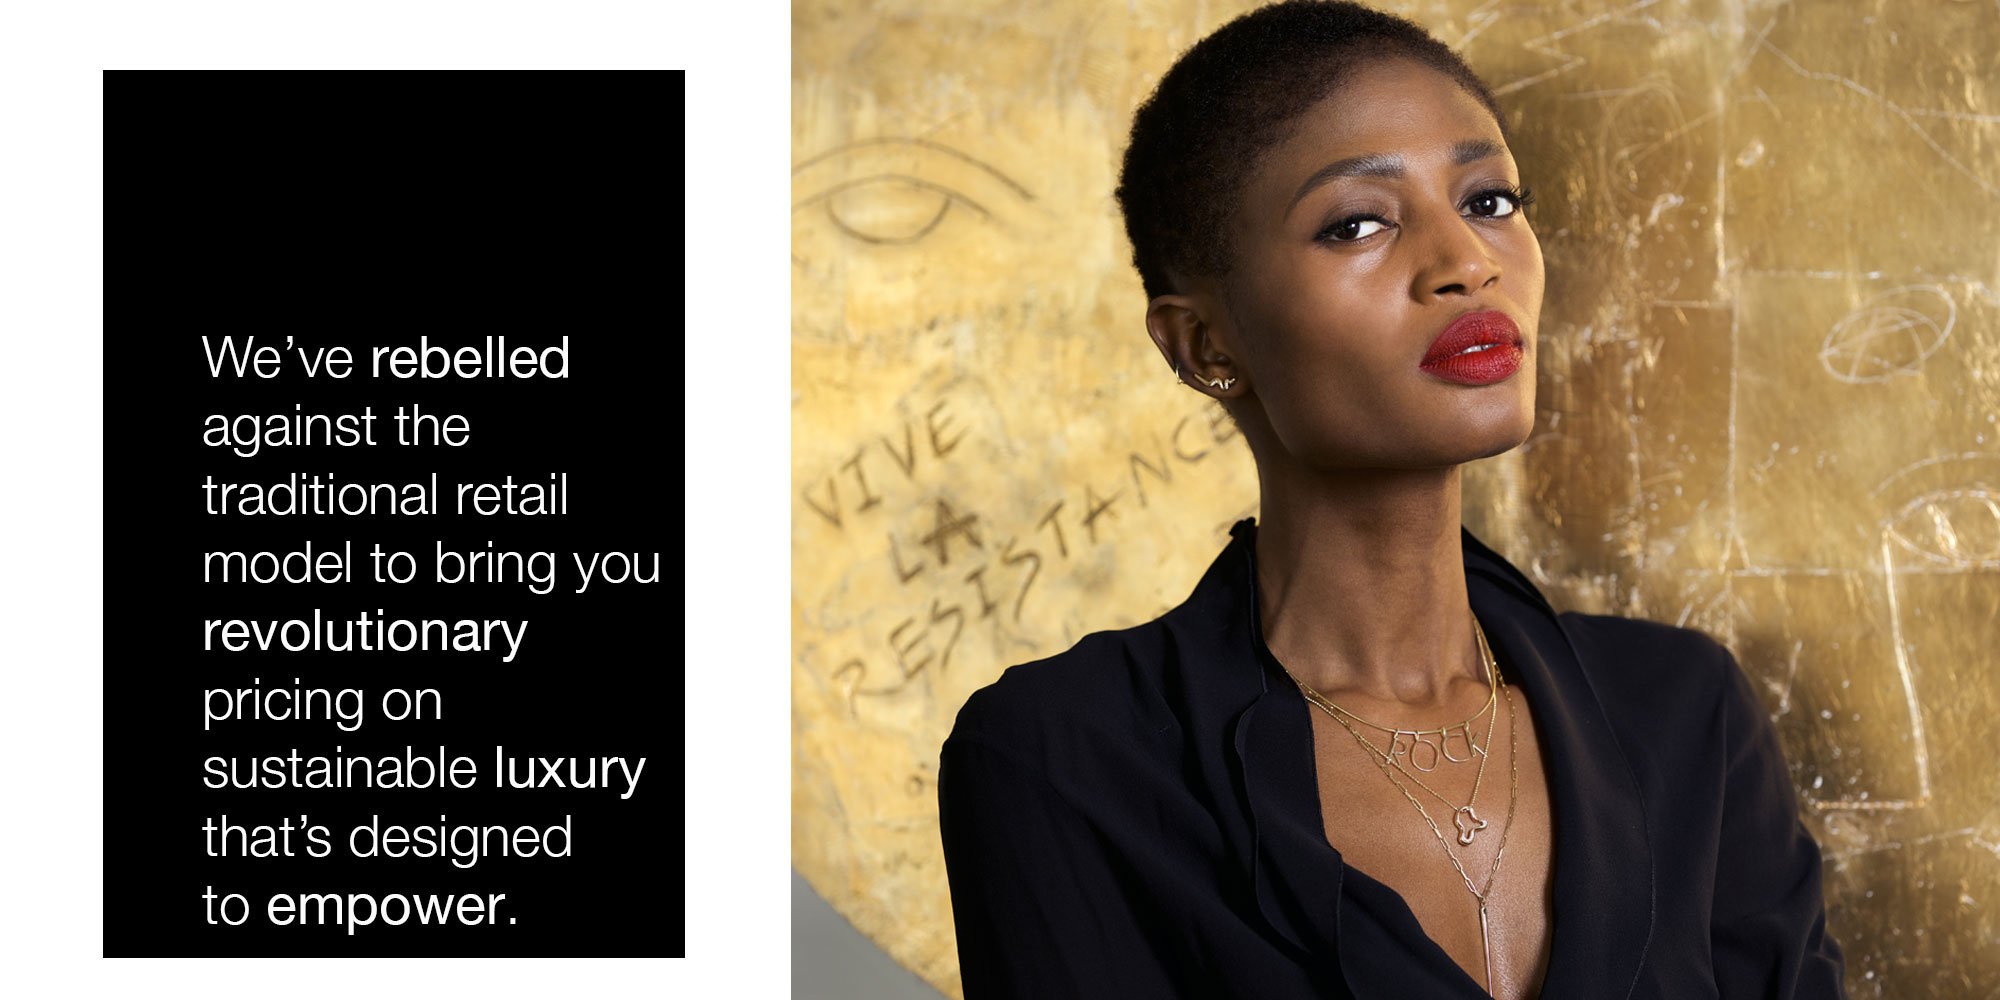 We've rebelled
against the
traditional retail
model to bring you
revolutionary
pricing on
sustainable luxury
that's designed
to empower.
VIVE
LA
RESISTANCE
ROCK